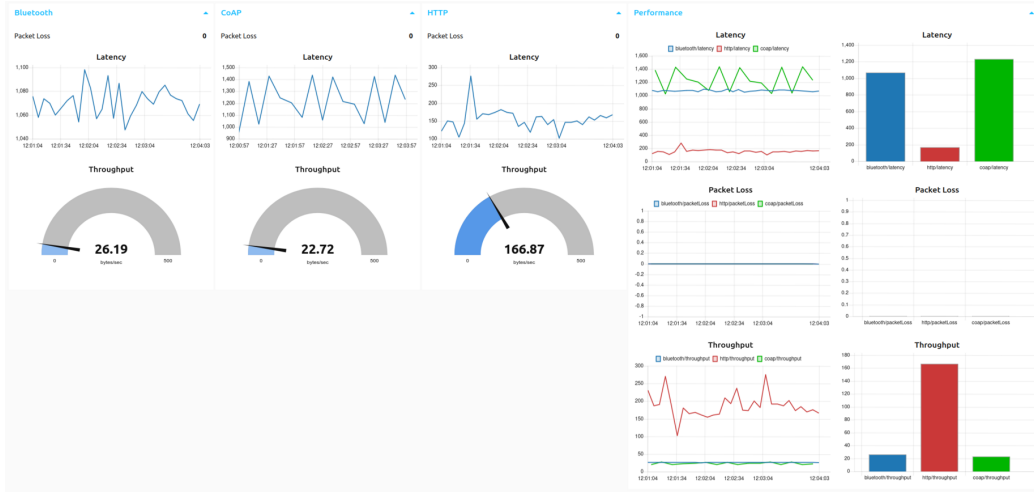 Bluetooth
Packet Loss 0
Latency
1,100
1,080
1,060
1,040
12:01:04 12:01:34 12:02:04 12:02:34 12:03:04 12:04:03
Throughput
26.19
bytes/sec
0 500
CoAP
Packet Loss 0
Latency
1,500
1,400
1,300
1,200
1,100
1,000
900
12:00:57 12:01:27 12:01:57 12:02:27 12:02:57 12:03:27 12:03:57
Throughput
22.72
bytes/sec
0 500
HTTP
Packet Loss 0
Latency
300
250
200
150
100
12:01:04 12:01:34 12:02:04 12:02:34 12:03:04 12:04:03
Throughput
166.87
bytes/sec
0 500
Performance
Latency
bluetooth/latency http/latency coap/latency
1,600
1,400
1,200
1,000
800
600
400
200
0
12:01:04 12:01:34 12:02:04 12:02:34 12:03:04 12:04:03
Latency
1,400
1,200
1,000
800
600
400
200
0
bluetooth/latency http/latency coap/latency
Packet Loss
bluetooth/packetLoss http/packetLoss coap/packetLoss
1
0.8
0.6
0.4
0.2
0
-0.2
-0.4
-0.6
-0.8
-1
12:01:04 12:01:34 12:02:04 12:02:34 12:03:04 12:04:03
Packet Loss
1
0.9
0.8
0.7
0.6
0.5
0.4
0.3
0.2
0.1
0
bluetooth/packetLoss http/packetLoss coap/packetLoss
Throughput
bluetooth/throughput http/throughput coap/throughput
300
250
200
150
100
50
0
12:01:04 12:01:34 12:02:04 12:02:34 12:03:04 12:04:03
Throughput
180
160
140
120
100
80
60
40
20
0
bluetooth/throughput http/throughput coap/throughput